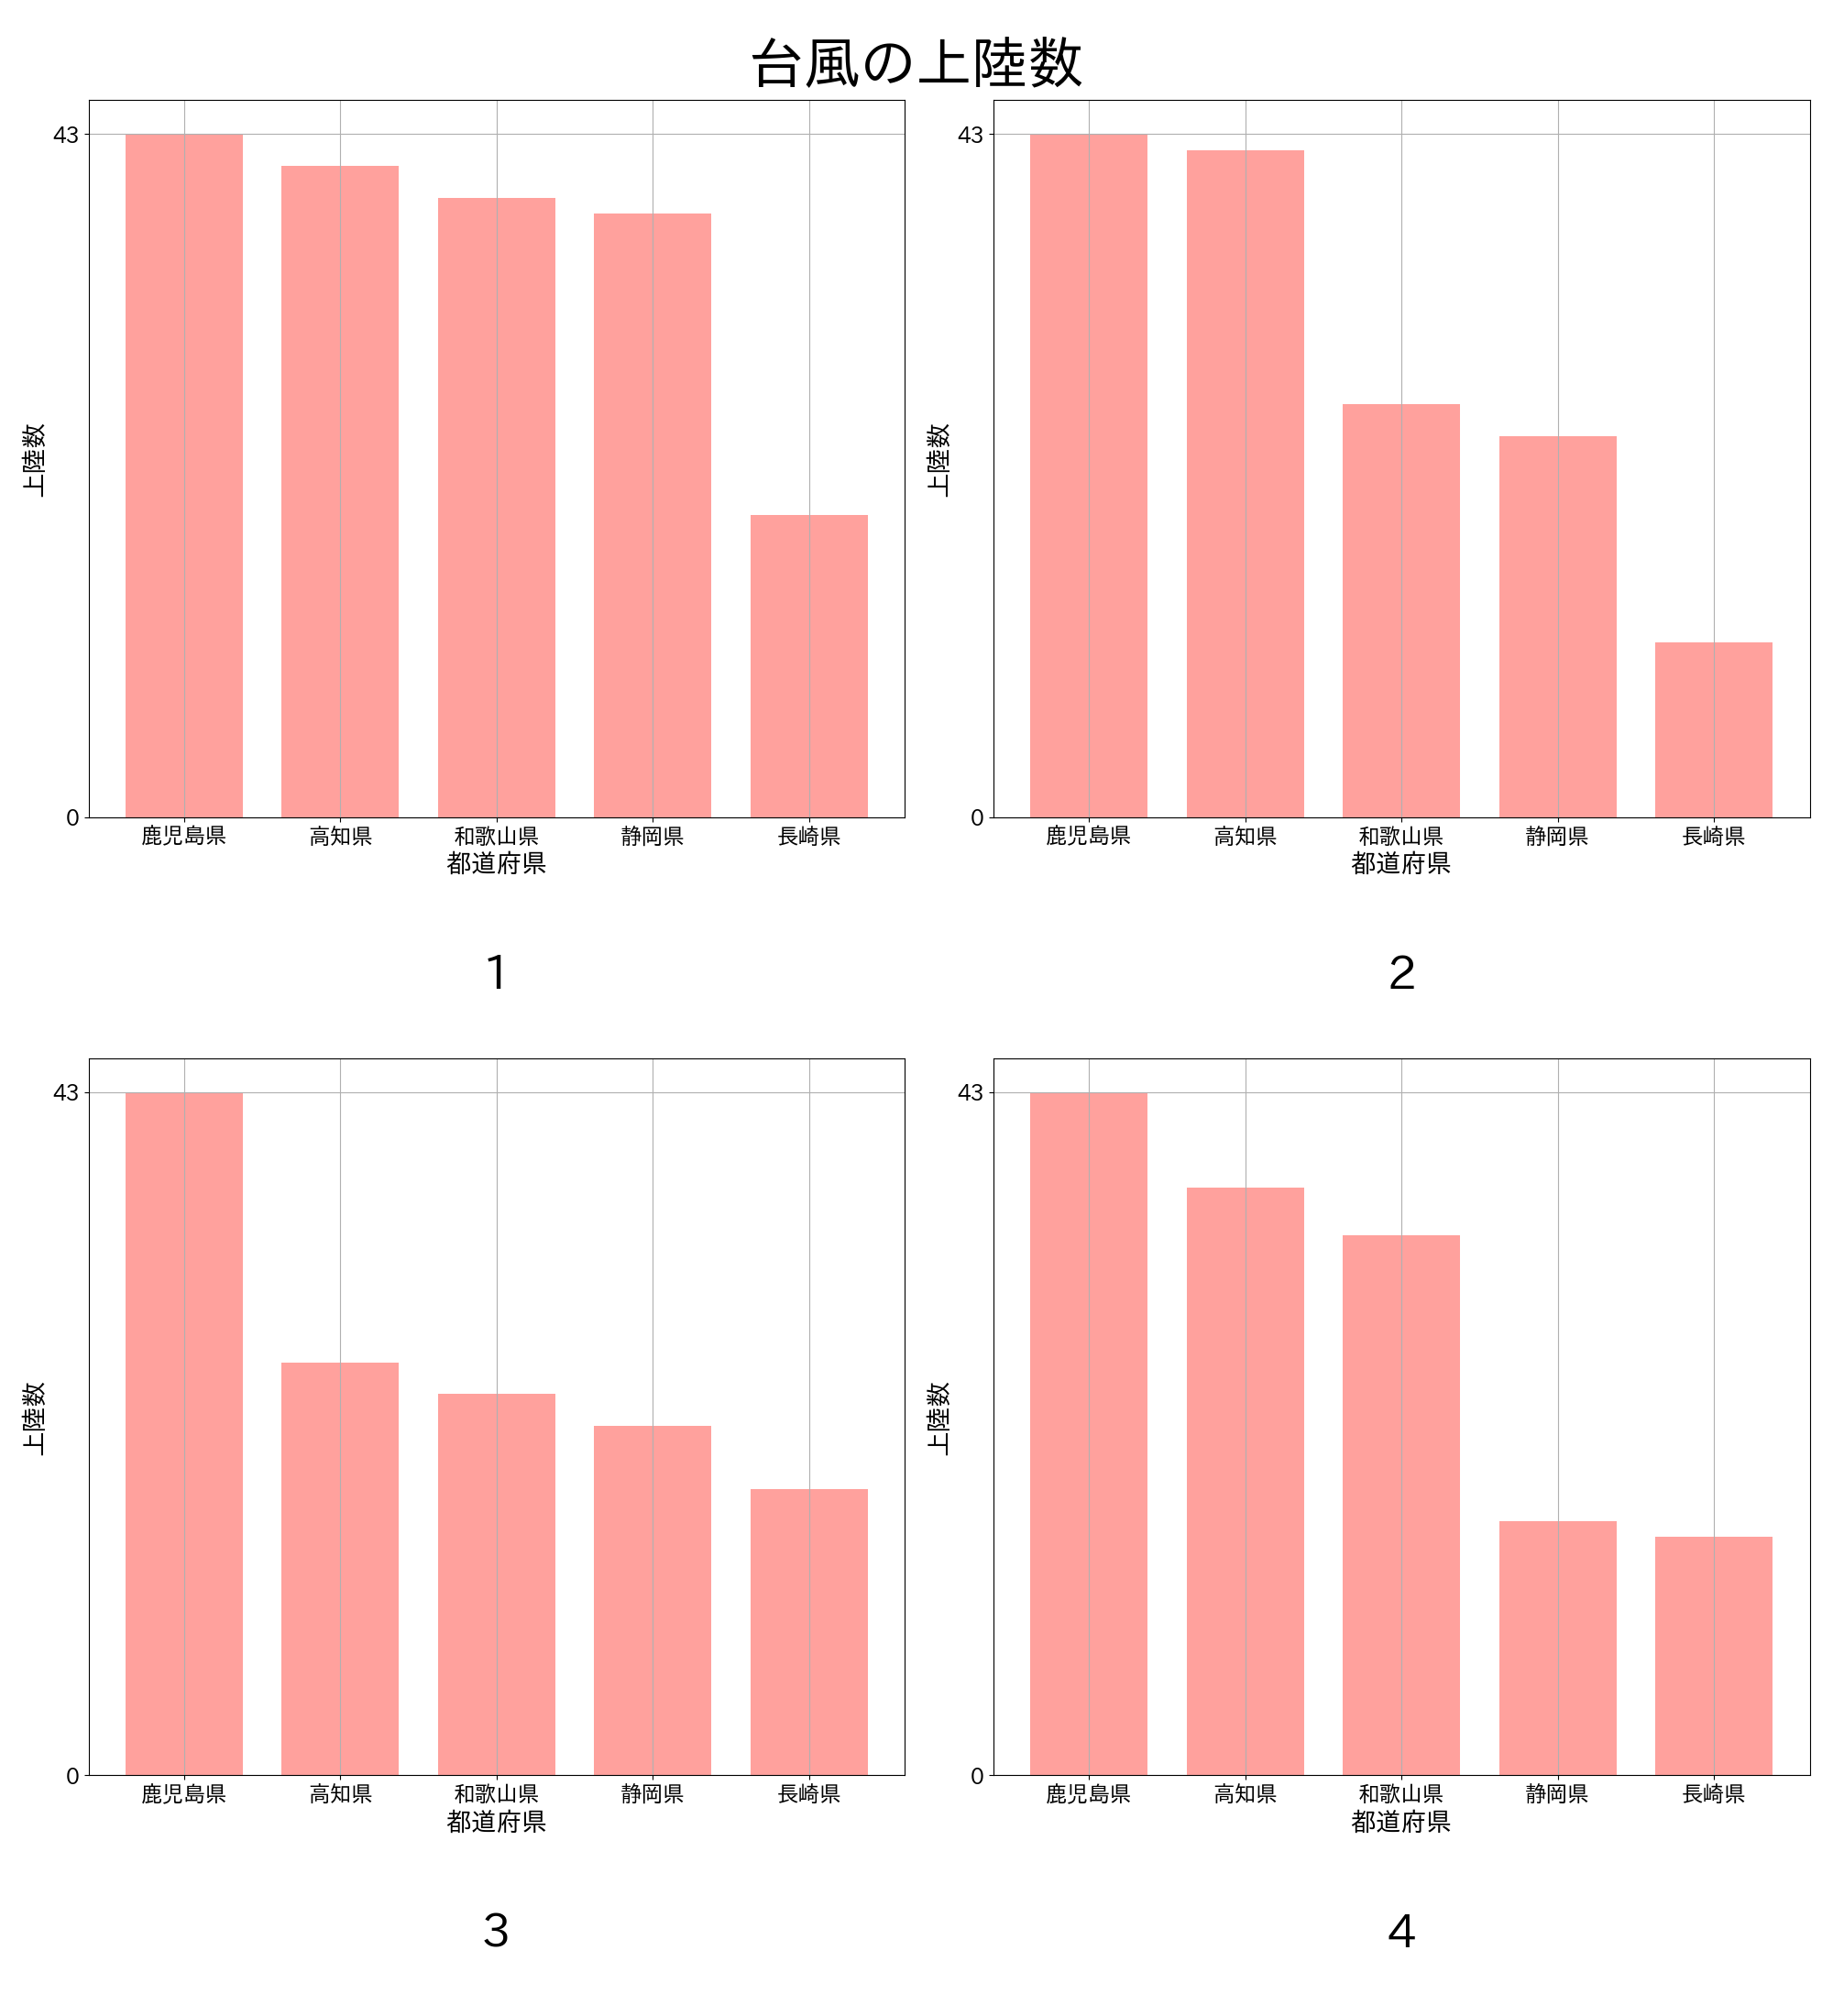 台風の上陸数
43
0
上陸数
鹿児島県 高知県 和歌山県 静岡県 長崎県
都道府県
1
43
0
上陸数
鹿児島県 高知県 和歌山県 静岡県 長崎県
都道府県
2
43
0
上陸数
鹿児島県 高知県 和歌山県 静岡県 長崎県
都道府県
3
43
0
上陸数
鹿児島県 高知県 和歌山県 静岡県 長崎県
都道府県
4